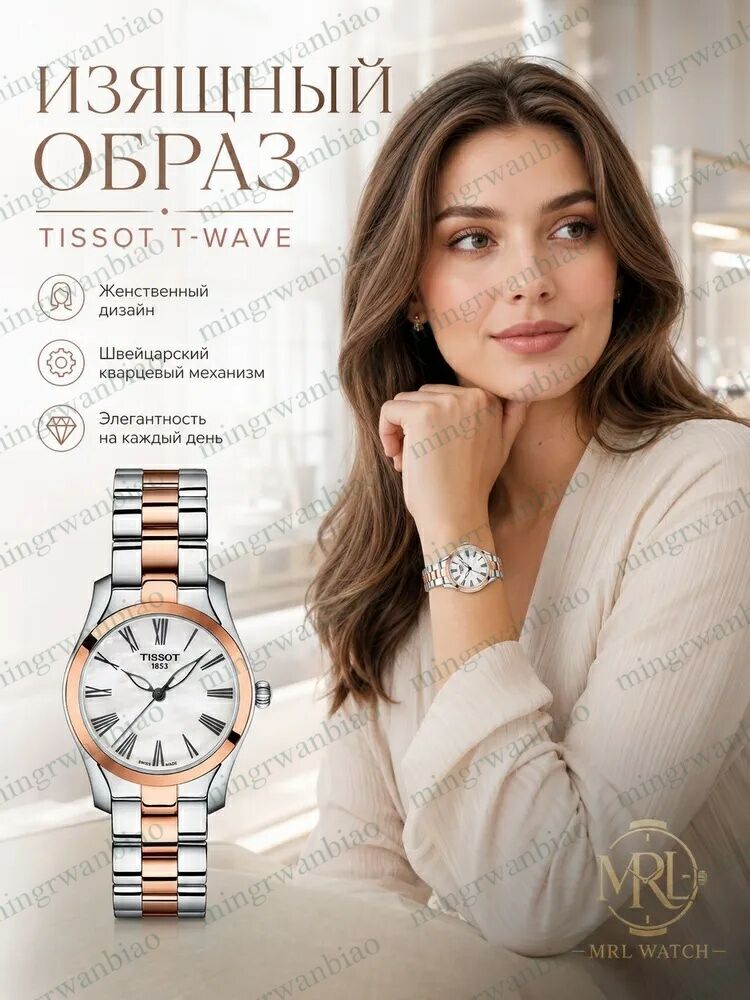 ИЗЯЩНЫЙ
ОБРАЗ
TISSOT T-WAVE
Женственный
дизайн
Швейцарский
кварцевый механизм
Элегантность
на каждый день
TISSOT
1853
SWISS MADE
MRL
MRL WATCH
mingrwanbiao